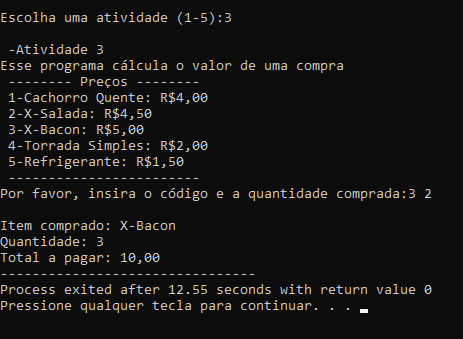 Escolha uma atividade (1-5):3
-Atividade 3
Esse programa cálcula o valor de uma compra
-------- Preços --------
1-Cachorro Quente: R$4,00
2-X-Salada: R$4,50
3-X-Bacon: R$5,00
4-Torrada Simples: R$2,00
5-Refrigerante: R$1,50
------------------------
Por favor, insira o código e a quantidade comprada:3 2
Item comprado: X-Bacon
Quantidade: 3
Total a pagar: 10,00
--------------------------------
Process exited after 12.55 seconds with return value 0
Pressione qualquer tecla para continuar. . .